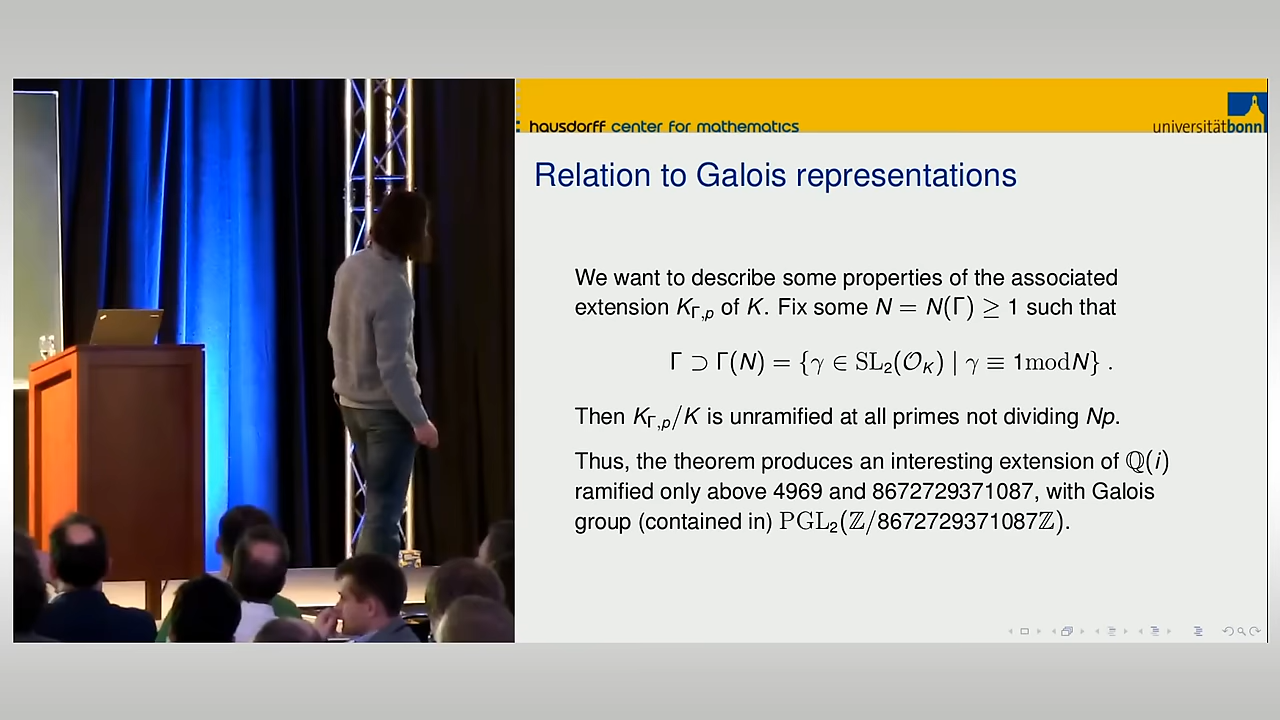 hausdorff center for mathematics
universitätbonn
Relation to Galois representations
We want to describe some properties of the associated
extension K_{Γ,p} of K. Fix some N = N(Γ) ≥ 1 such that
Γ ⊃ Γ(N) = {γ ∈ SL₂(𝒪_K) | γ ≡ 1modN} .
Then K_{Γ,p}/K is unramified at all primes not dividing Np.
Thus, the theorem produces an interesting extension of ℚ(i)
ramified only above 4969 and 8672729371087, with Galois
group (contained in) PGL₂(ℤ/8672729371087ℤ).